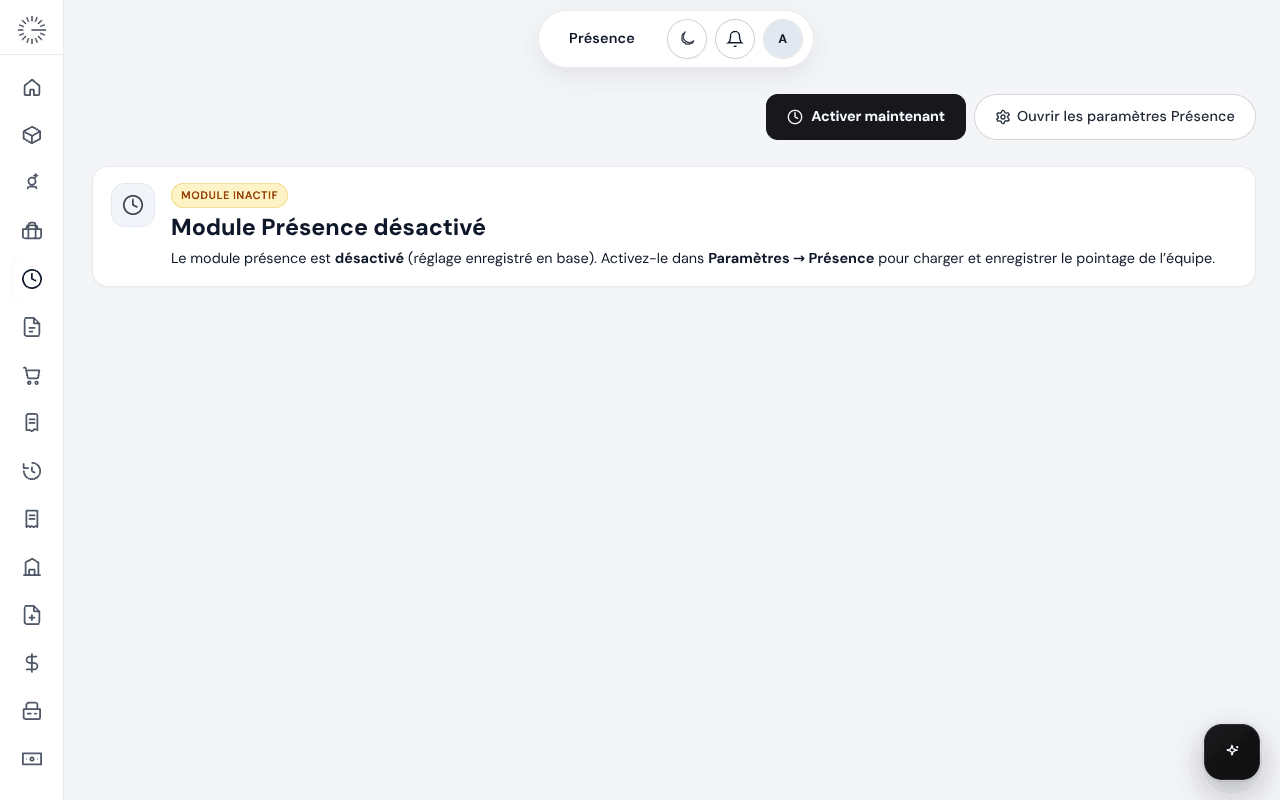 Présence
A
Activer maintenant
Ouvrir les paramètres Présence
MODULE INACTIF
Module Présence désactivé
Le module présence est désactivé (réglage enregistré en base). Activez-le dans Paramètres → Présence pour charger et enregistrer le pointage de l’équipe.